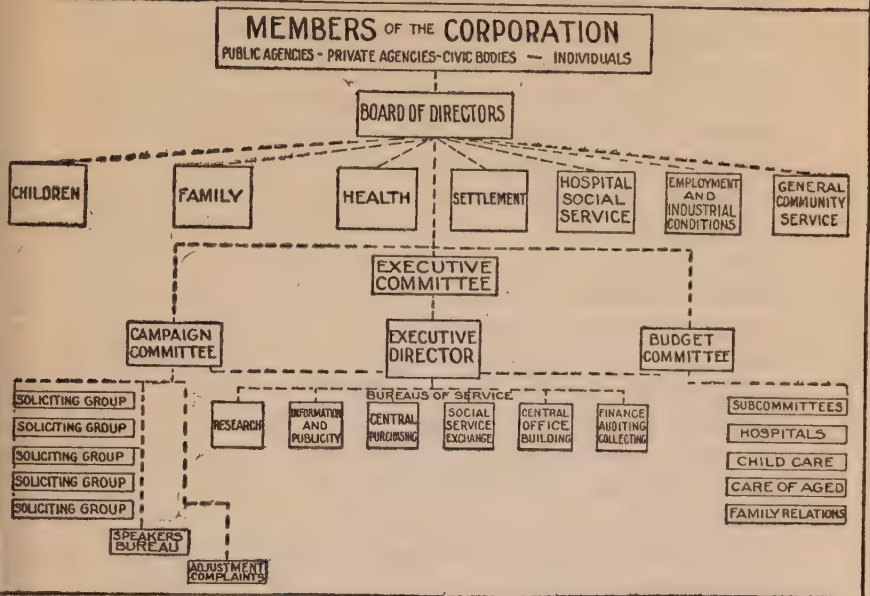 MEMBERS OF THE CORPORATION
PUBLIC AGENCIES - PRIVATE AGENCIES - CIVIC BODIES — INDIVIDUALS
BOARD OF DIRECTORS
CHILDREN
FAMILY
HEALTH
SETTLEMENT
HOSPITAL
SOCIAL
SERVICE
EMPLOYMENT
AND
INDUSTRIAL
CONDITIONS
GENERAL
COMMUNITY
SERVICE
EXECUTIVE
COMMITTEE
CAMPAIGN
COMMITTEE
EXECUTIVE
DIRECTOR
BUDGET
COMMITTEE
SOLICITING GROUP
SOLICITING GROUP
SOLICITING GROUP
SOLICITING GROUP
SOLICITING GROUP
SPEAKERS
BUREAU
ADJUSTMENT
COMPLAINTS
BUREAUS OF SERVICE
RESEARCH
INFORMATION
AND
PUBLICITY
CENTRAL
PURCHASING
SOCIAL
SERVICE
EXCHANGE
CENTRAL
OFFICE
BUILDING
FINANCE
AUDITING
COLLECTING
SUBCOMMITTEES
HOSPITALS
CHILD CARE
CARE OF AGED
FAMILY RELATIONS